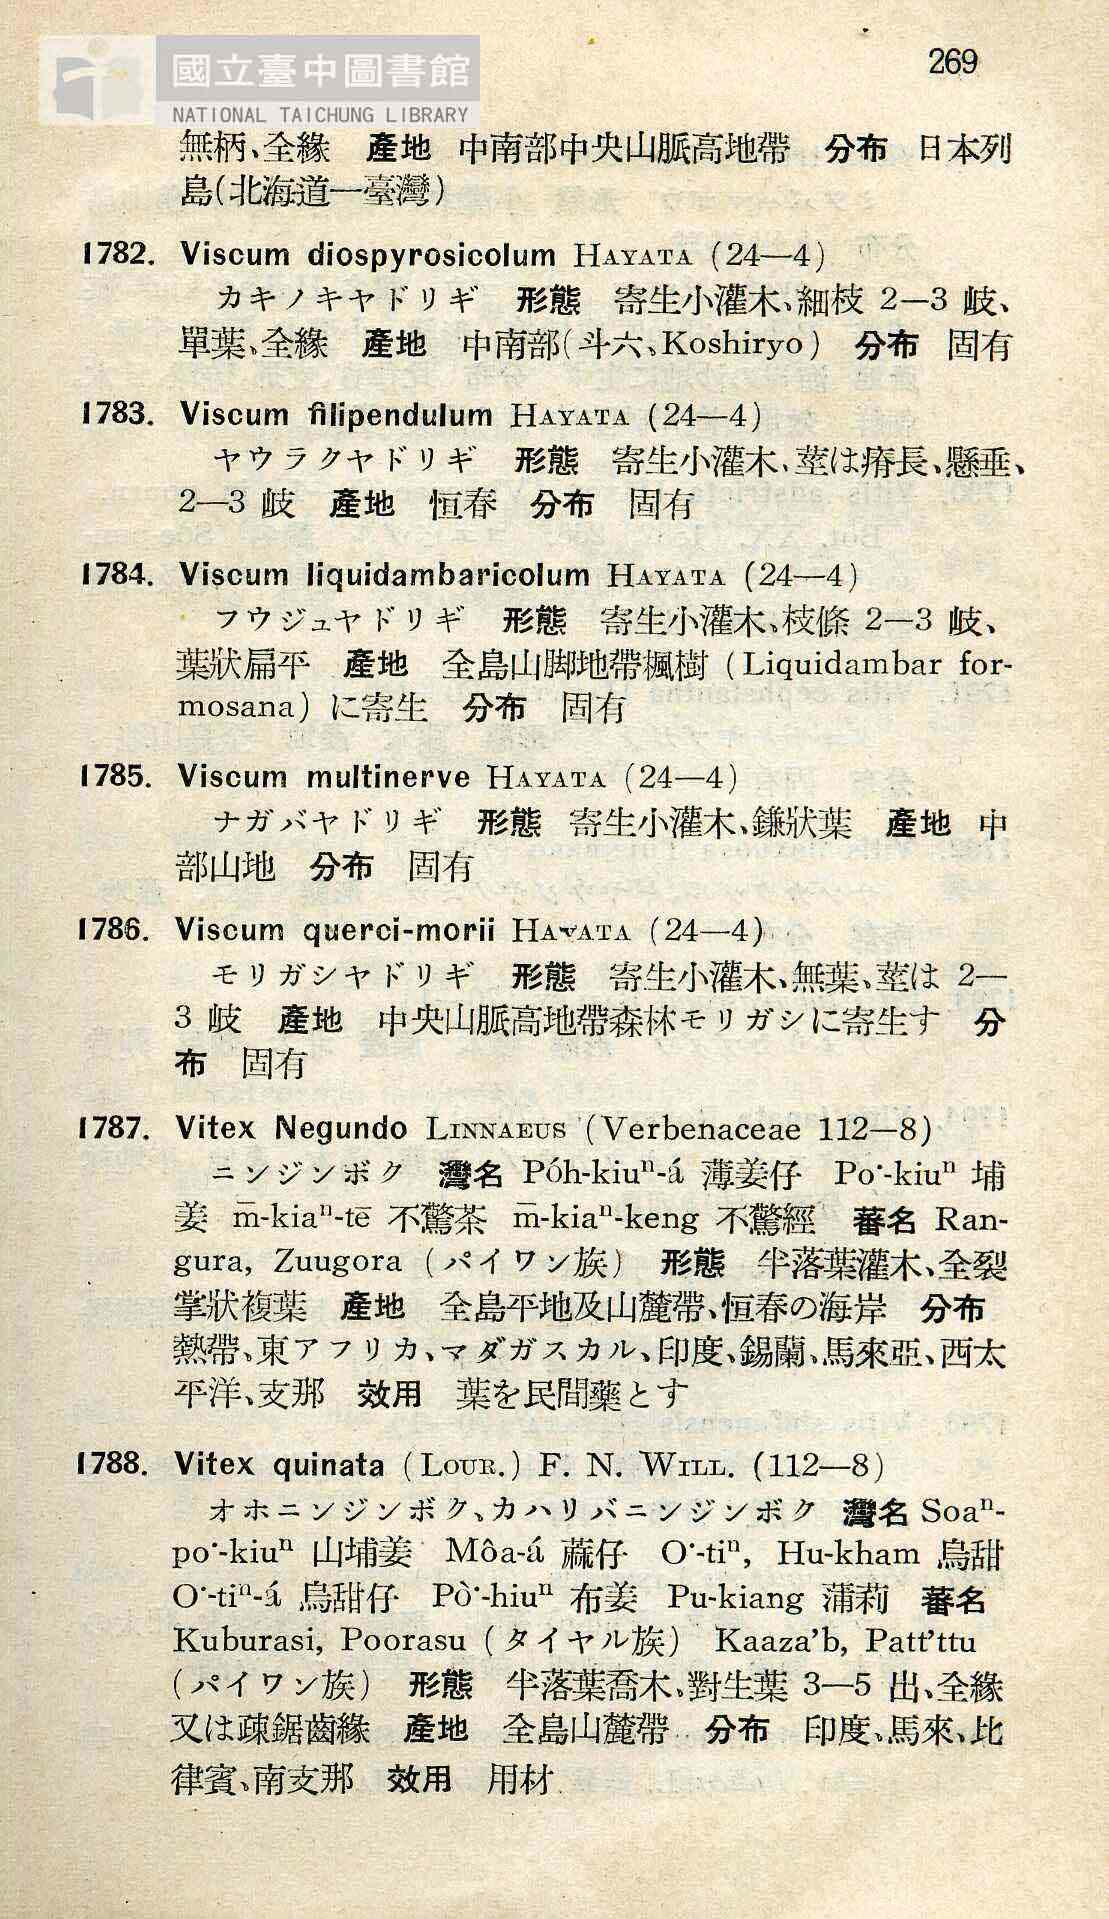 國立臺中圖書館
NATIONAL TAICHUNG LIBRARY
269
無柄、全緣 產地 中南部中央山脈高地帶 分布 日本列
島(北海道一臺灣)
1782. Viscum diospyrosicolum HAYATA (24—4)
カキノキヤドリギ 形態 寄生小灌木、細枝 2—3 岐、
單葉、全緣 產地 中南部(斗六、Koshiryo) 分布 固有
1783. Viscum filipendulum HAYATA (24—4)
ヤウラクヤドリギ 形態 寄生小灌木、莖は瘠長、懸垂、
2—3 岐 產地 恒春 分布 固有
1784. Viscum liquidambaricolum HAYATA (24—4)
フウジュヤドリギ 形態 寄生小灌木、枝條 2—3 岐、
葉狀扁平 產地 全島山脚地帶楓樹 (Liquidambar for-
mosana) に寄生 分布 固有
1785. Viscum multinerve HAYATA (24—4)
ナガバヤドリギ 形態 寄生小灌木、鎌狀葉 產地 中
部山地 分布 固有
1786. Viscum querci-morii HAYATA (24—4)
モリガシヤドリギ 形態 寄生小灌木、無葉、莖は 2—
3 岐 產地 中央山脈高地帶森林モリガシに寄生す 分
布 固有
1787. Vitex Negundo LINNAEUS (Verbenaceae 112—8)
ニンジンボク 灣名 Póh-kiuⁿ-á 薄姜仔 Po͘-kiuⁿ 埔
姜 m̄-kiaⁿ-tē 不驚茶 m̄-kiaⁿ-keng 不驚經 蕃名 Ran-
gura, Zuugora (パイワン族) 形態 半落葉灌木、全裂
掌狀複葉 產地 全島平地及山麓帶、恒春の海岸 分布
熱帶、東アフリカ、マダガスカル、印度、錫蘭、馬來亞、西太
平洋、支那 效用 葉を民間藥とす
1788. Vitex quinata (LOUR.) F. N. WILL. (112—8)
オホニンジンボク、カハリバニンジンボク 灣名 Soaⁿ-
po͘-kiuⁿ 山埔姜 Môa-á 蔴仔 O͘-tiⁿ, Hu-kham 烏甜
O͘-tiⁿ-á 烏甜仔 Pò͘-hiuⁿ 布姜 Pu-kiang 蒲莉 蕃名
Kuburasi, Poorasu (タイヤル族) Kaaza'b, Patt'ttu
(パイワン族) 形態 半落葉喬木、對生葉 3—5 出、全緣
又は疎鋸齒緣 產地 全島山麓帶 分布 印度、馬來、比
律賓、南支那 效用 用材